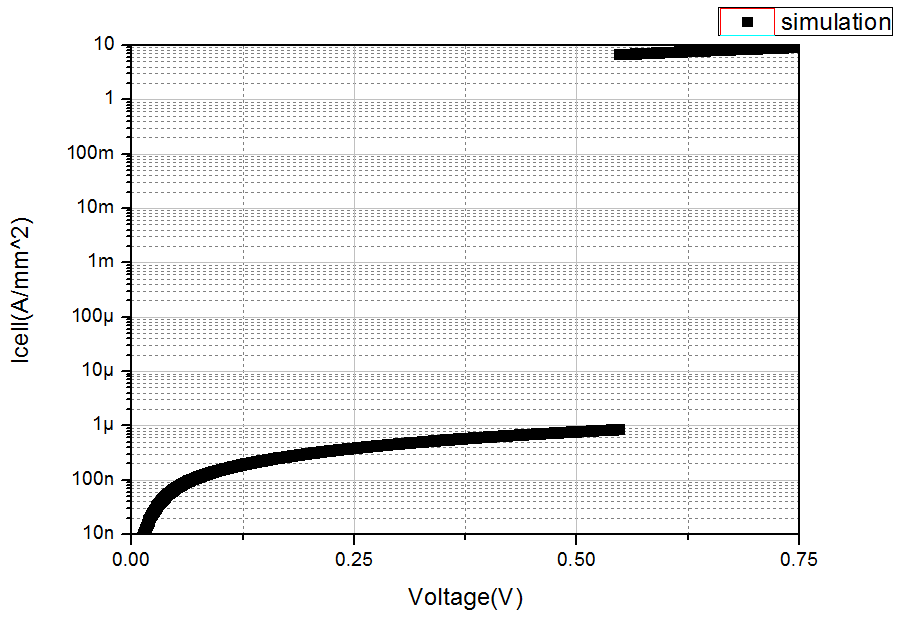 simulation
10
1
100m
10m
1m
100µ
10µ
1µ
100n
10n
Icell(A/mm^2)
0.00 0.25 0.50 0.75
Voltage(V)